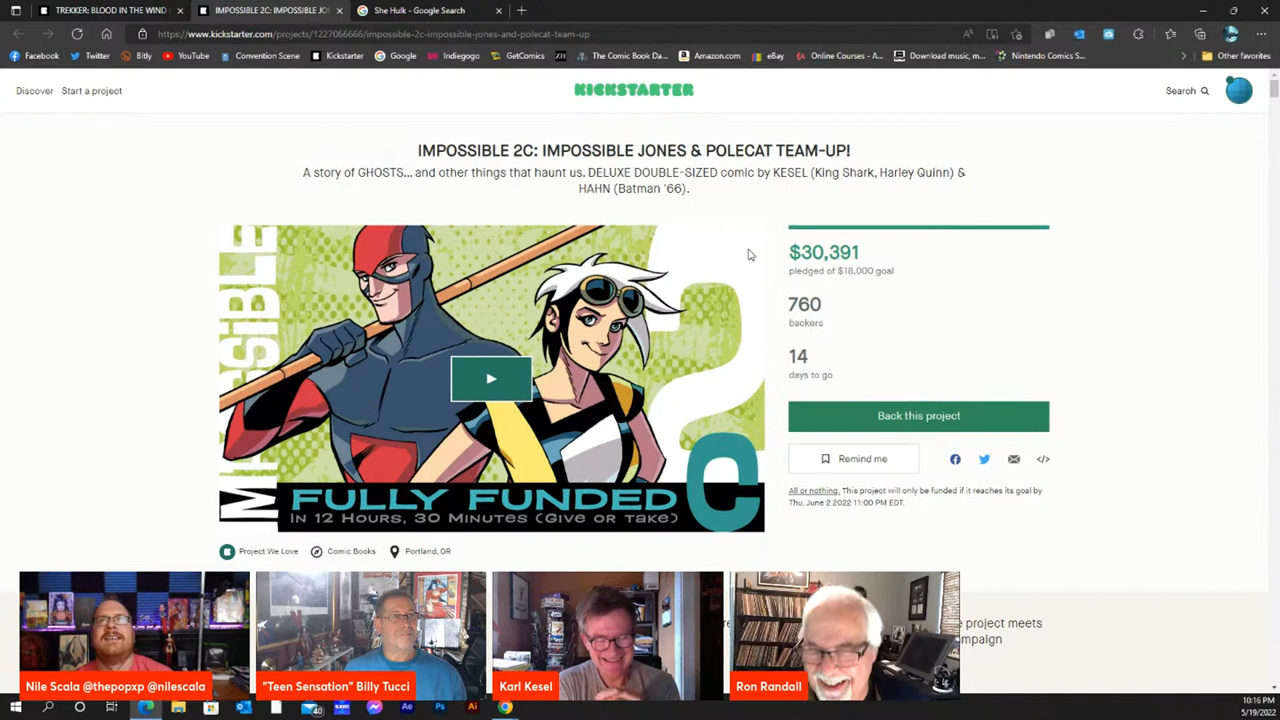 TREKKER: BLOOD IN THE WIND
IMPOSSIBLE 2C: IMPOSSIBLE JO
She Hulk - Google Search
https://www.kickstarter.com/projects/1227066666/impossible-2c-impossible-jones-and-polecat-team-up
Facebook
Twitter
Bitly
YouTube
Convention Scene
Kickstarter
Google
Indiegogo
GetComics
The Comic Book Da...
Amazon.com
eBay
Online Courses - A...
Download music, m...
Nintendo Comics S...
Other favorites
Discover
Start a project
KICKSTARTER
Search
IMPOSSIBLE 2C: IMPOSSIBLE JONES & POLECAT TEAM-UP!
A story of GHOSTS... and other things that haunt us. DELUXE DOUBLE-SIZED comic by KESEL (King Shark, Harley Quinn) &
HAHN (Batman '66).
IMPOSSIBLE
2C
FULLY FUNDED
IN 12 HOURS, 30 MINUTES (GIVE OR TAKE)
$30,391
pledged of $18,000 goal
760
backers
14
days to go
Back this project
Remind me
All or nothing. This project will only be funded if it reaches its goal by
Thu, June 2 2022 11:00 PM EDT.
Project We Love
Comic Books
Portland, OR
e project meets
mpaign
Nile Scala @thepopxp @nilescala
"Teen Sensation" Billy Tucci
Karl Kesel
Ron Randall
40
Ae
Ps
Ai
10:16 PM
5/19/2022